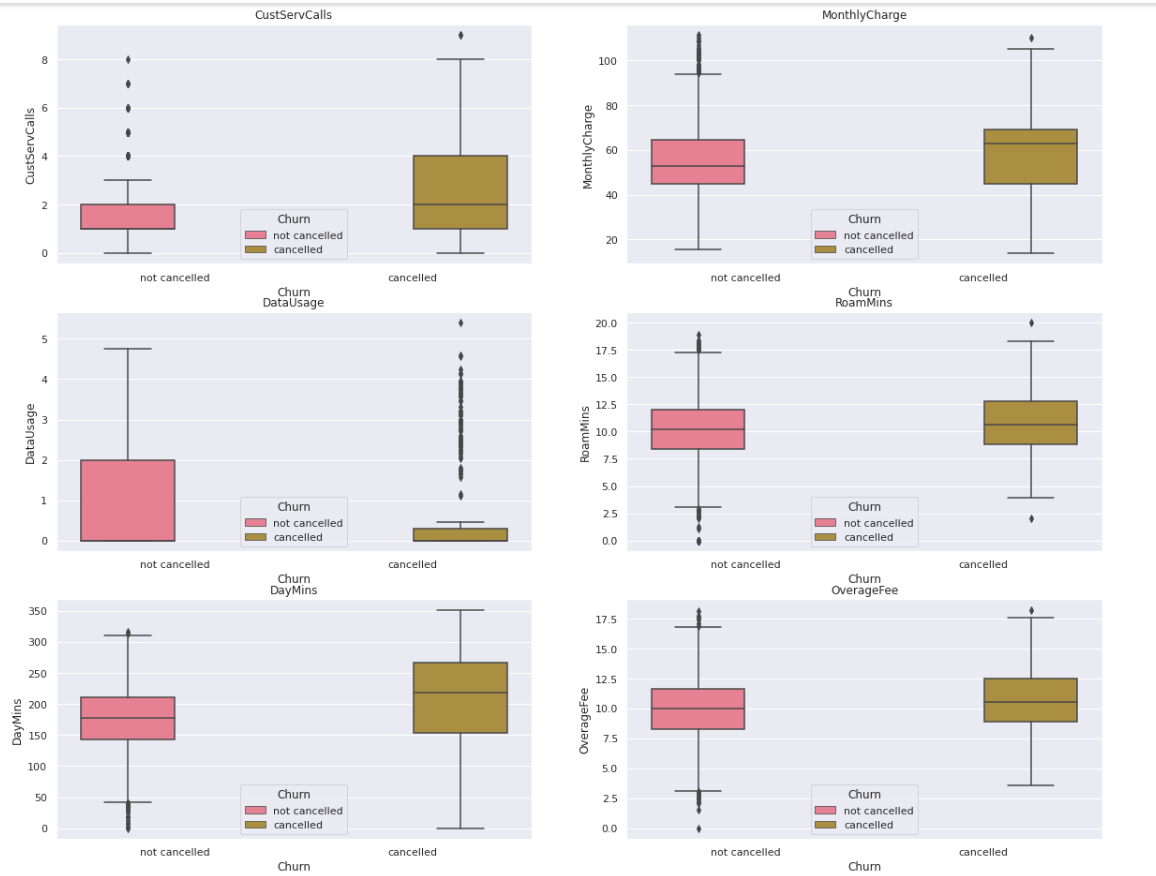 CustServCalls
CustServCalls
8
6
4
2
0
Churn
not cancelled
cancelled
not cancelled
cancelled
Churn
MonthlyCharge
MonthlyCharge
100
80
60
40
20
Churn
not cancelled
cancelled
not cancelled
cancelled
Churn
DataUsage
DataUsage
5
4
3
2
1
0
Churn
not cancelled
cancelled
not cancelled
cancelled
Churn
RoamMins
RoamMins
20.0
17.5
15.0
12.5
10.0
7.5
5.0
2.5
0.0
Churn
not cancelled
cancelled
not cancelled
cancelled
Churn
DayMins
DayMins
350
300
250
200
150
100
50
0
Churn
not cancelled
cancelled
not cancelled
cancelled
Churn
OverageFee
OverageFee
17.5
15.0
12.5
10.0
7.5
5.0
2.5
0.0
Churn
not cancelled
cancelled
not cancelled
cancelled
Churn